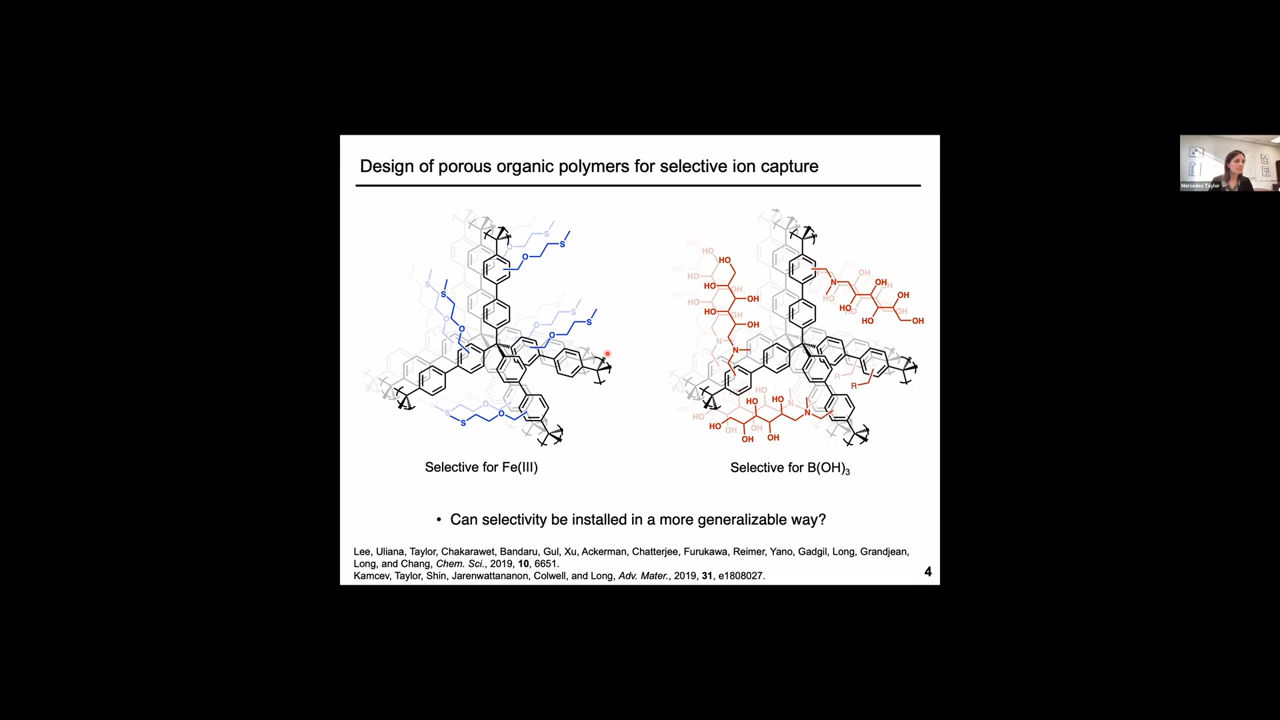 Design of porous organic polymers for selective ion capture
Selective for Fe(III)
Selective for B(OH)₃
• Can selectivity be installed in a more generalizable way?
Lee, Uliana, Taylor, Chakarawet, Bandaru, Gul, Xu, Ackerman, Chatterjee, Furukawa, Reimer, Yano, Gadgil, Long, Grandjean,
Long, and Chang, Chem. Sci., 2019, 10, 6651.
Kamcev, Taylor, Shin, Jarenwattananon, Colwell, and Long, Adv. Mater., 2019, 31, e1808027.
4
Mercedes Taylor